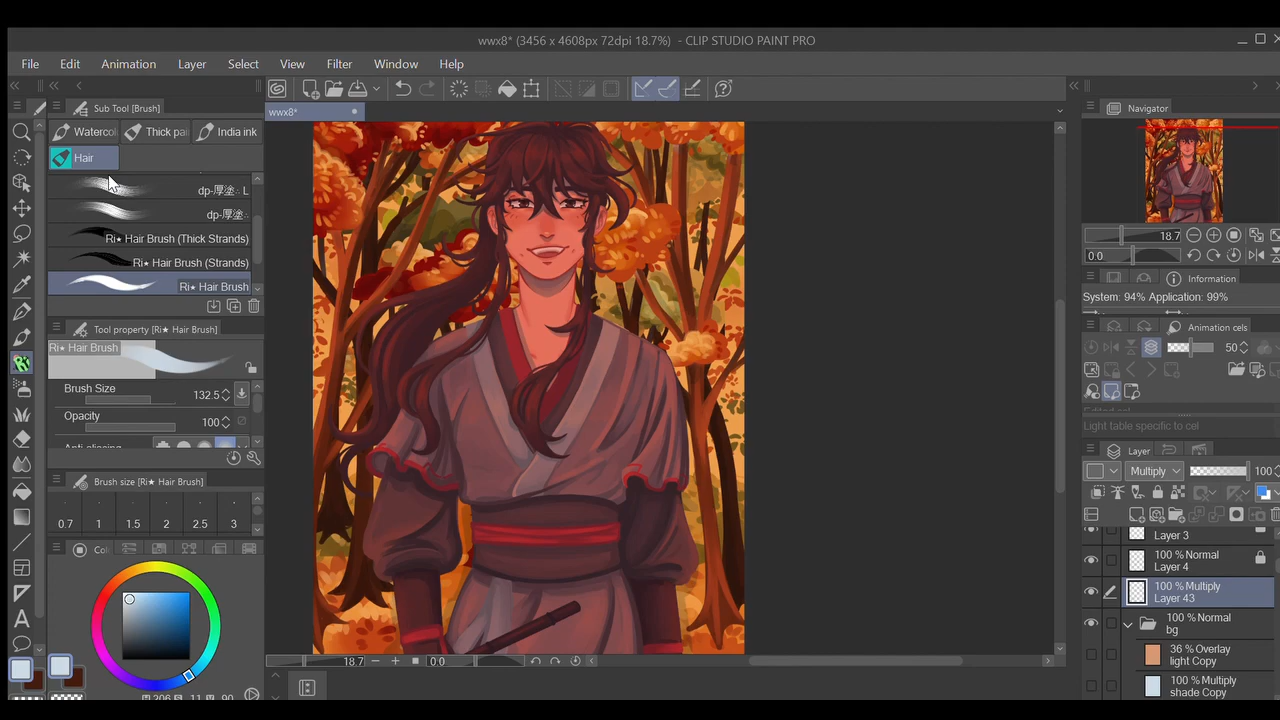 wwx8* (3456 x 4608px 72dpi 18.7%) - CLIP STUDIO PAINT PRO
File Edit Animation Layer Select View Filter Window Help
Sub Tool [Brush]
Navigator
wwx8*
Watercol Thick pai India ink
Hair
dp-厚塗
L
dp-厚塗
Ri★ Hair Brush (Thick Strands)
Ri★ Hair Brush (Strands)
Ri★ Hair Brush
18.7
0.0
Information
System: 94% Application: 99%
Tool property [Ri★ Hair Brush]
Ri★ Hair Brush
Animation cels
50
Brush Size
132.5
Opacity
100
Light table specific to cel
Layer
Multiply 100
Brush size [Ri★ Hair Brush]
0.7 1 1.5 2 2.5 3
Layer 3
100 % Normal
Layer 4
100 % Multiply
Layer 43
100 % Normal
bg
36 % Overlay
light Copy
100 % Multiply
shade Copy
18.7 0.0